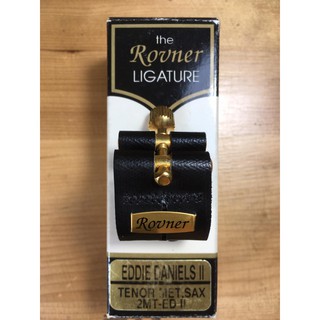 the
Rovner
LIGATURE
Rovner
EDDIE DANIELS II
TENOR MET.SAX
2MT-ED II